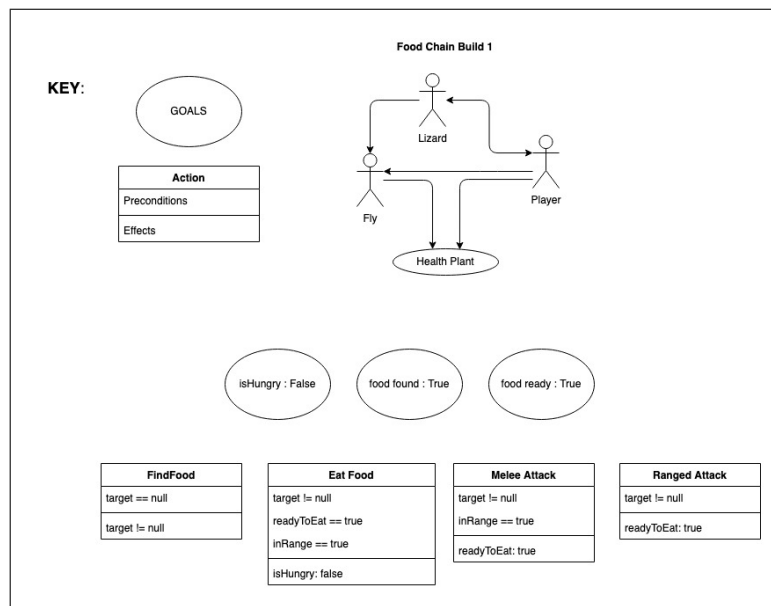 Food Chain Build 1
KEY:
GOALS
Lizard
Action
Preconditions
Effects
Player
Fly
Health Plant
isHungry : False
food found : True
food ready : True
FindFood
target == null
target != null
Eat Food
target != null
readyToEat == true
inRange == true
isHungry: false
Melee Attack
target != null
inRange == true
readyToEat: true
Ranged Attack
target != null
readyToEat: true